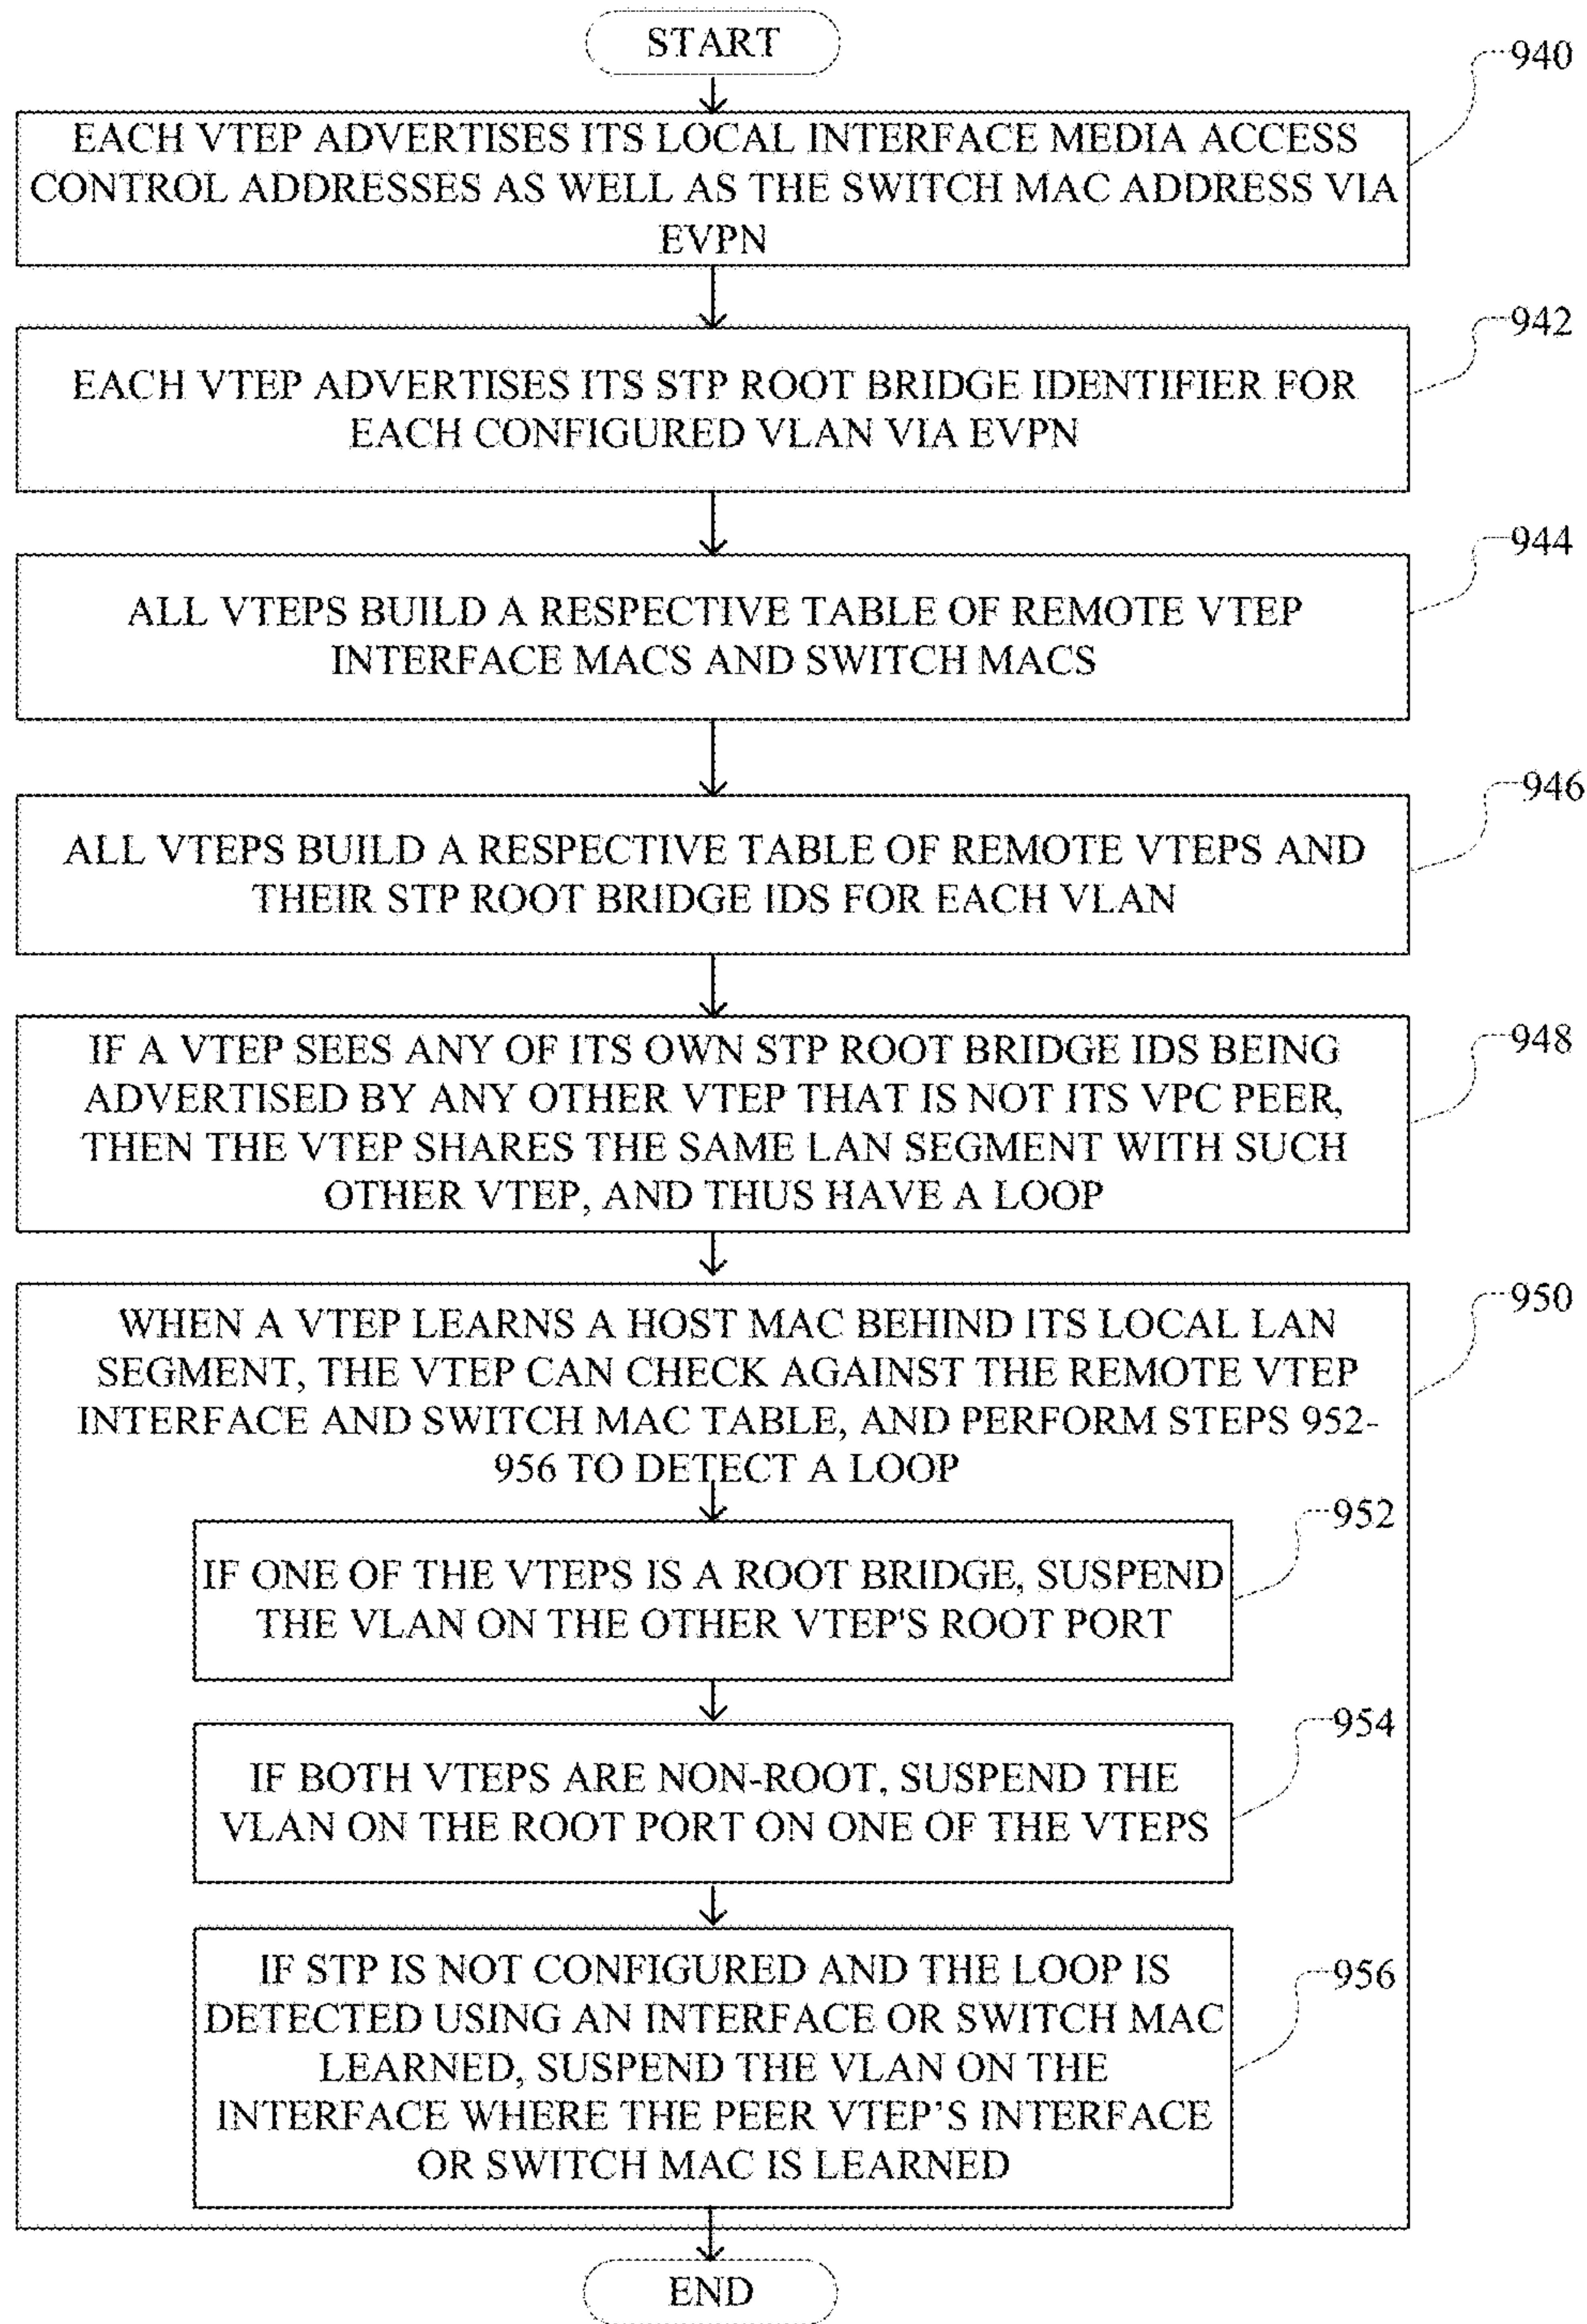 START
940
EACH VTEP ADVERTISES ITS LOCAL INTERFACE MEDIA ACCESS
CONTROL ADDRESSES AS WELL AS THE SWITCH MAC ADDRESS VIA
EVPN
942
EACH VTEP ADVERTISES ITS STP ROOT BRIDGE IDENTIFIER FOR
EACH CONFIGURED VLAN VIA EVPN
944
ALL VTEPS BUILD A RESPECTIVE TABLE OF REMOTE VTEP
INTERFACE MACS AND SWITCH MACS
946
ALL VTEPS BUILD A RESPECTIVE TABLE OF REMOTE VTEPS AND
THEIR STP ROOT BRIDGE IDS FOR EACH VLAN
948
IF A VTEP SEES ANY OF ITS OWN STP ROOT BRIDGE IDS BEING
ADVERTISED BY ANY OTHER VTEP THAT IS NOT ITS VPC PEER,
THEN THE VTEP SHARES THE SAME LAN SEGMENT WITH SUCH
OTHER VTEP, AND THUS HAVE A LOOP
950
WHEN A VTEP LEARNS A HOST MAC BEHIND ITS LOCAL LAN
SEGMENT, THE VTEP CAN CHECK AGAINST THE REMOTE VTEP
INTERFACE AND SWITCH MAC TABLE, AND PERFORM STEPS 952-
956 TO DETECT A LOOP
952
IF ONE OF THE VTEPS IS A ROOT BRIDGE, SUSPEND
THE VLAN ON THE OTHER VTEP'S ROOT PORT
954
IF BOTH VTEPS ARE NON-ROOT, SUSPEND THE
VLAN ON THE ROOT PORT ON ONE OF THE VTEPS
956
IF STP IS NOT CONFIGURED AND THE LOOP IS
DETECTED USING AN INTERFACE OR SWITCH MAC
LEARNED, SUSPEND THE VLAN ON THE
INTERFACE WHERE THE PEER VTEP’S INTERFACE
OR SWITCH MAC IS LEARNED
END